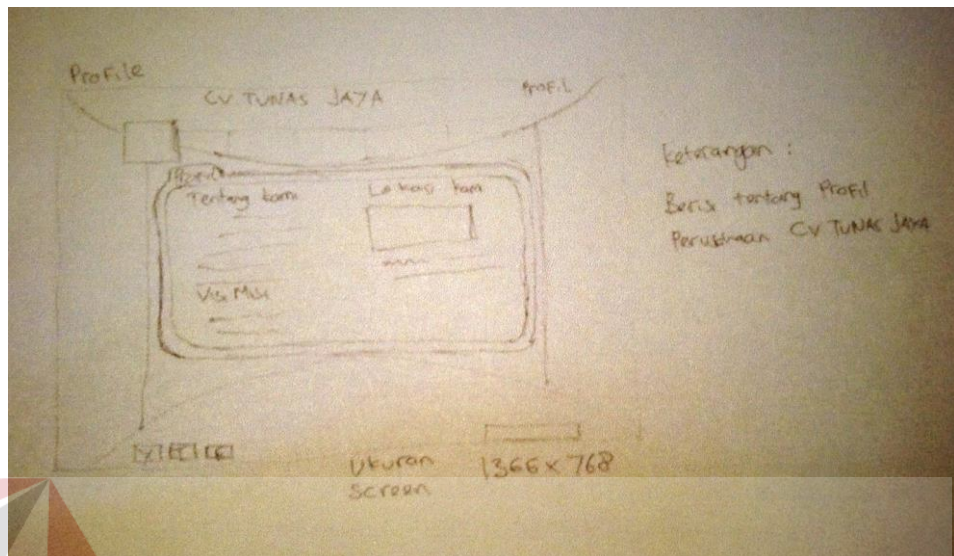 Profile
CV TUNAS JAYA
Profil
Profil
Tentang kami
Lokasi kami
Visi Misi
Keterangan :
Berisi tentang Profil
Perusahaan CV TUNAS JAYA
Ukuran 1366 x 768
Screen